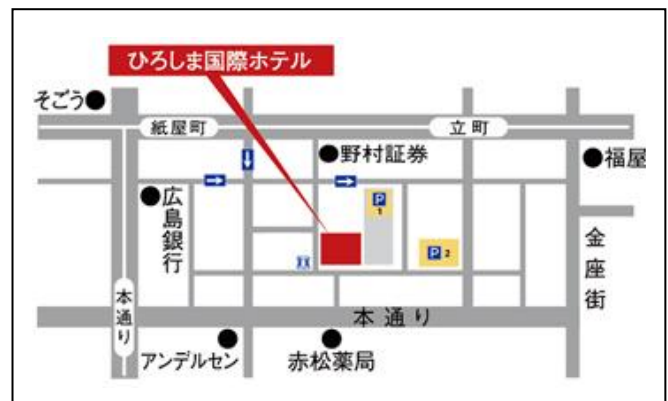 ひろしま国際ホテル
そごう
紙屋町
立町
野村証券
福屋
P
1
広島銀行
P 2
金座街
本通り
本通り
アンデルセン
赤松薬局